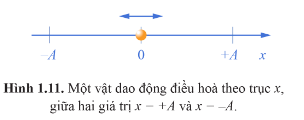 –A 0 +A x
Hình 1.11. Một vật dao động điều hoà theo trục x,
giữa hai giá trị x – +A và x – –A.